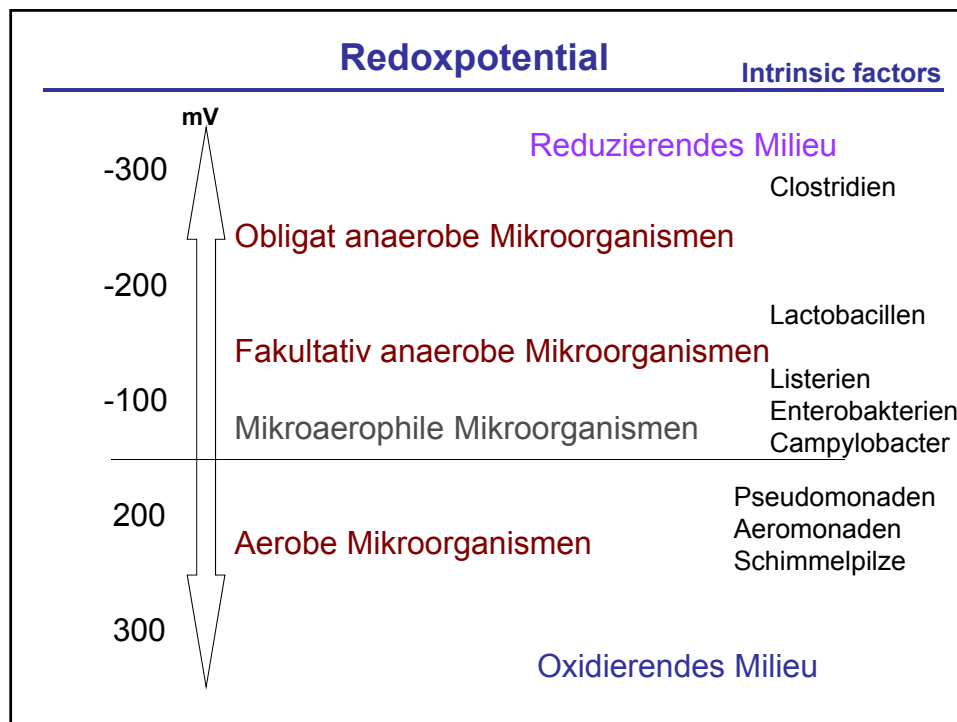 Redoxpotential
Intrinsic factors
mV
Reduzierendes Milieu
-300
Clostridien
Obligat anaerobe Mikroorganismen
-200
Lactobacillen
Fakultativ anaerobe Mikroorganismen
Listerien
-100
Enterobakterien
Mikroaerophile Mikroorganismen
Campylobacter
Pseudomonaden
200
Aeromonaden
Aerobe Mikroorganismen
Schimmelpilze
300
Oxidierendes Milieu